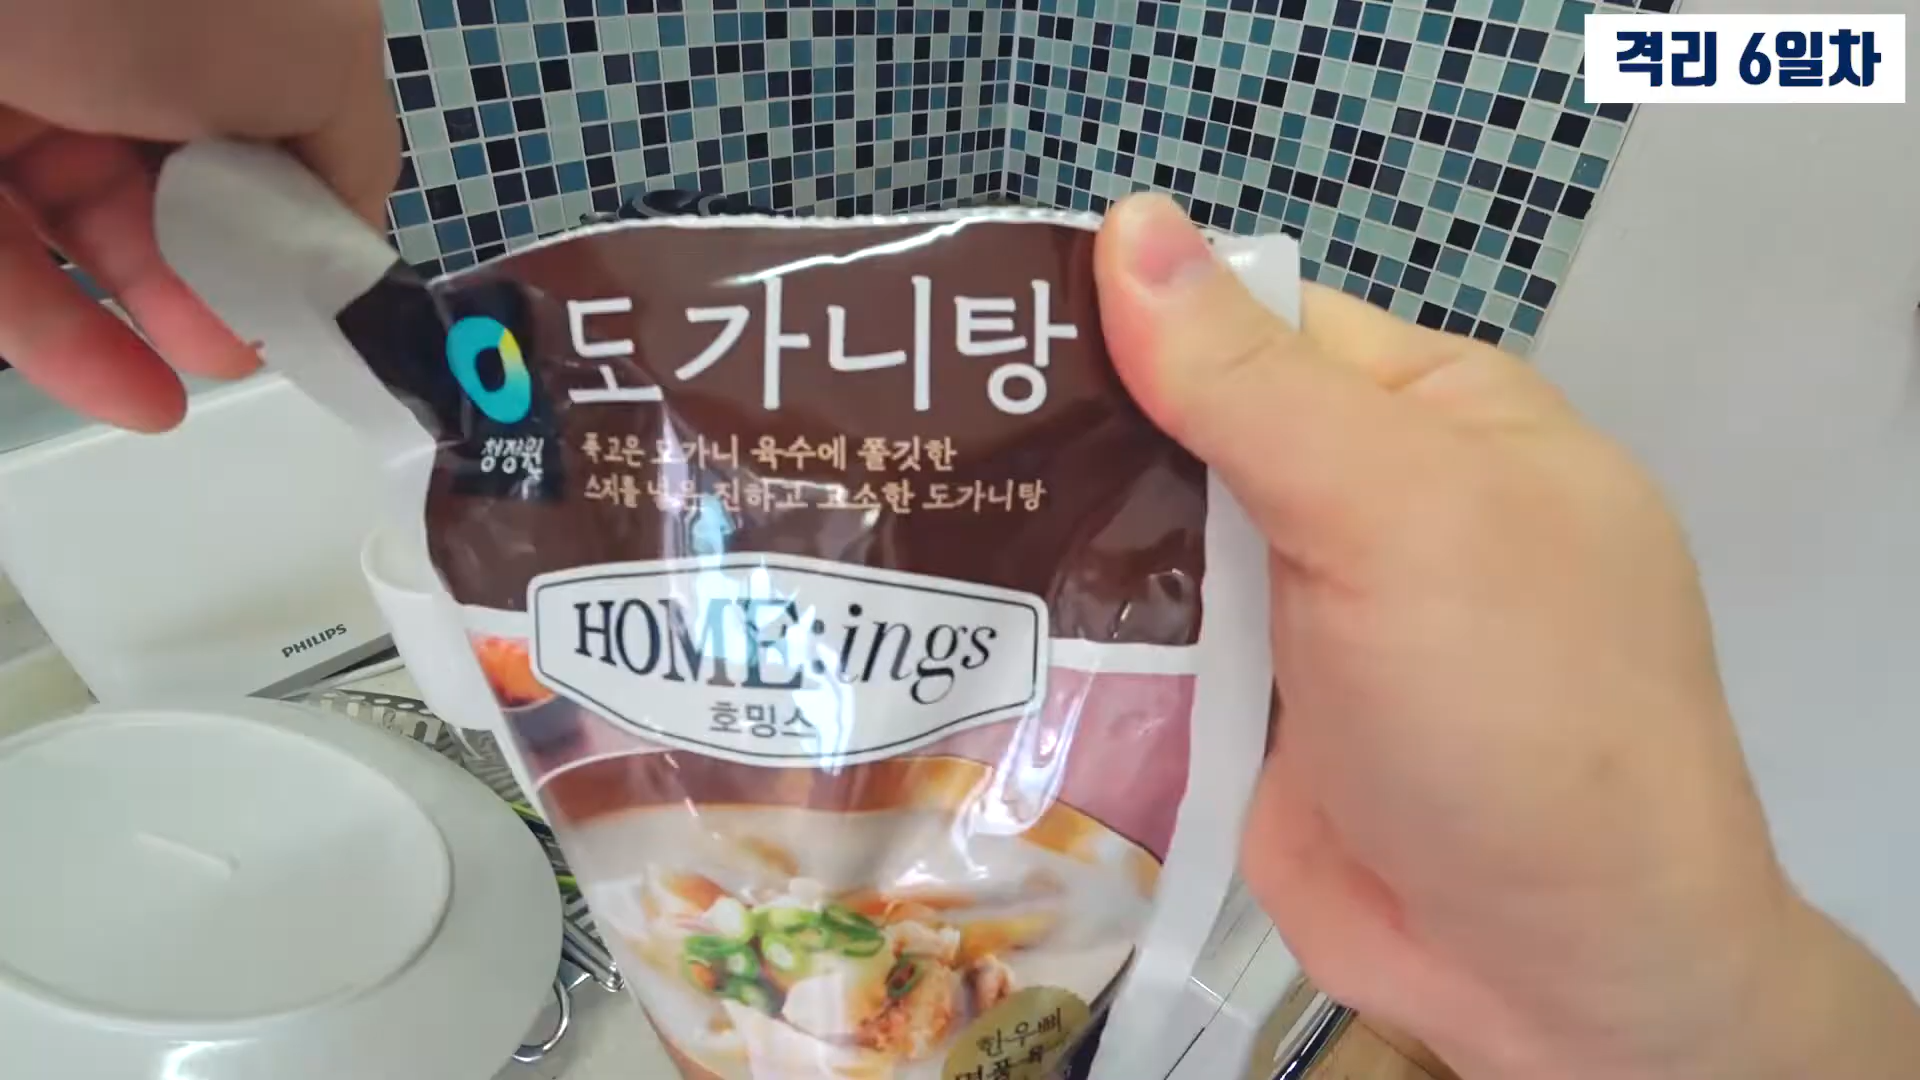 격리 6일차
도가니탕
청정원
푹 고은 도가니 육수에 쫄깃한
스지를 넣은 진하고 고소한 도가니탕
HOME:ings
호밍스
PHILIPS
한우뼈